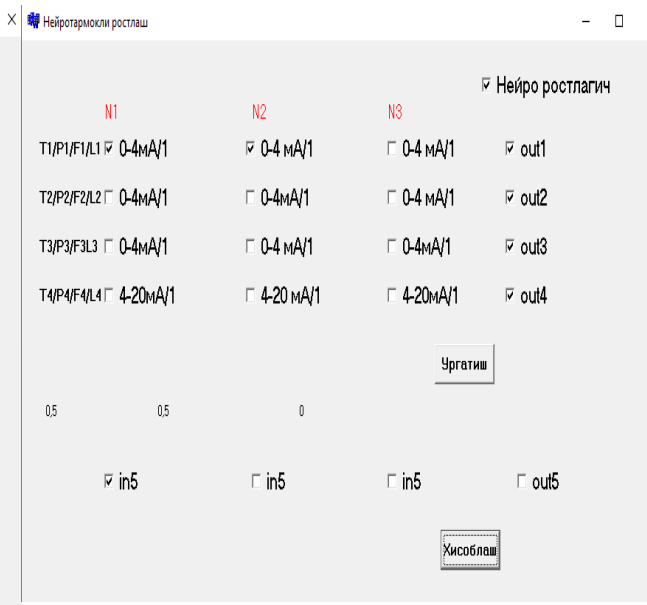 Нейротармокли ростлаш
Нейро ростлагич
N1 N2 N3
T1/P1/F1/L1 0-4мА/1 0-4 мА/1 0-4 мА/1 out1
T2/P2/F2/L2 0-4мА/1 0-4мА/1 0-4 мА/1 out2
T3/P3/F3L3 0-4мА/1 0-4 мА/1 0-4мА/1 out3
T4/P4/F4/L4 4-20мА/1 4-20 мА/1 4-20мА/1 out4
Ургатиш
0,5 0,5 0
in5 in5 in5 out5
Хисоблаш